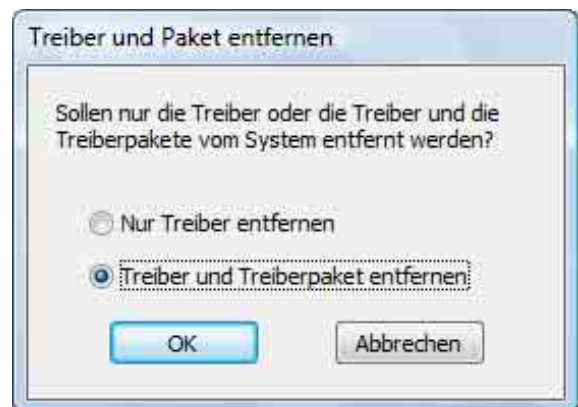 Treiber und Paket entfernen
Sollen nur die Treiber oder die Treiber und die
Treiberpakete vom System entfernt werden?
Nur Treiber entfernen
Treiber und Treiberpaket entfernen
OK
Abbrechen